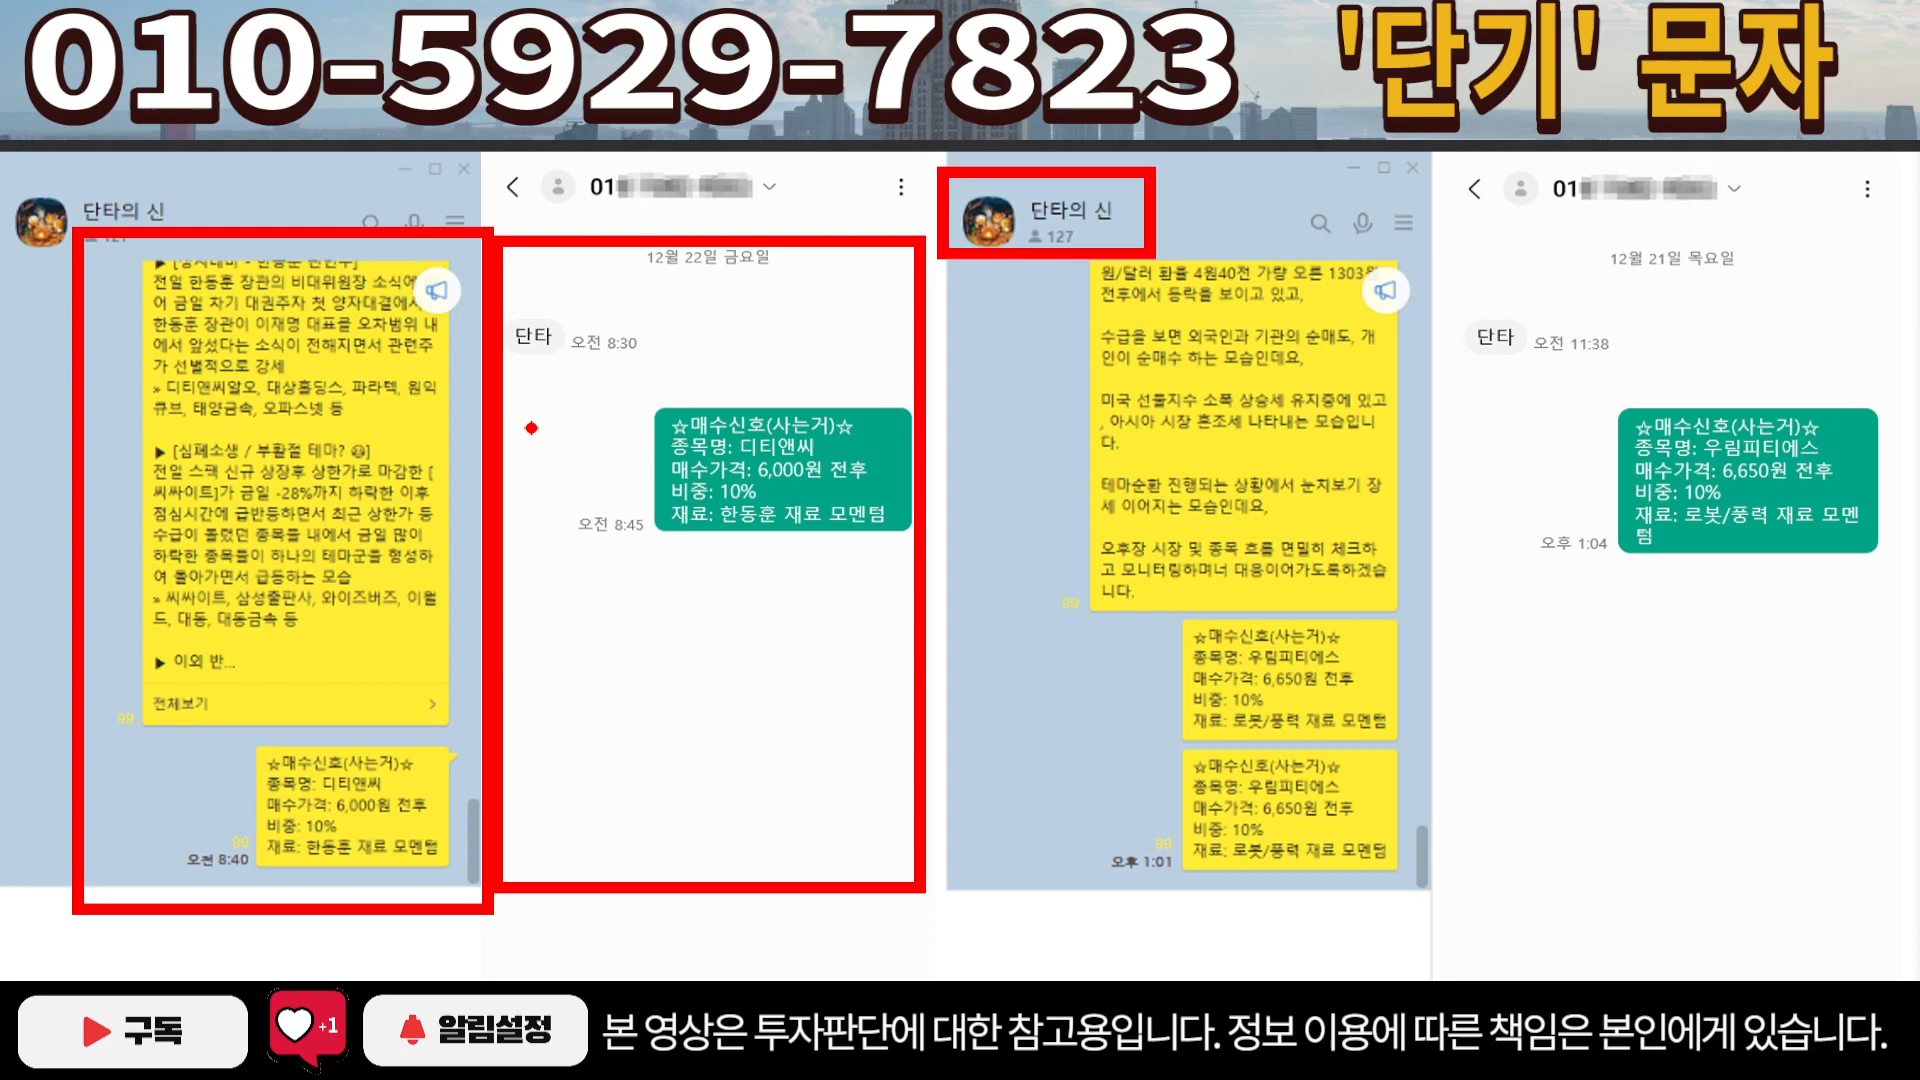 010-5929-7823 '단기' 문자
단타의 신
전일 한동훈 장관의 비대위원장 소식에
어 금일 차기 대권주자 첫 양자대결에서
한동훈 장관이 이재명 대표를 오차범위 내
에서 앞섰다는 소식이 전해지면서 관련주
가 선별적으로 강세
» 디티앤씨알오, 대상홀딩스, 파라텍, 원익
큐브, 태양금속, 오파스넷 등
▶ [심폐소생 / 부활절 테마? 😆]
전일 스팩 신규 상장후 상한가로 마감한 [
씨싸이트]가 금일 -28%까지 하락한 이후
점심시간에 급반등하면서 최근 상한가 등
수급이 몰렸던 종목들 내에서 금일 많이
하락한 종목들이 하나의 테마군을 형성하
여 돌아가면서 급등하는 모습
» 씨싸이트, 삼성출판사, 와이즈버즈, 이월
드, 대동, 대동금속 등
▶ 이외 반...
전체보기
99
☆매수신호(사는거)☆
종목명: 디티앤씨
매수가격: 6,000원 전후
비중: 10%
재료: 한동훈 재료 모멘텀
99
오전 8:40
01
12월 22일 금요일
단타 오전 8:30
☆매수신호(사는거)☆
종목명: 디티앤씨
매수가격: 6,000원 전후
비중: 10%
재료: 한동훈 재료 모멘텀
오전 8:45
단타의 신
127
원/달러 환율 4원40전 가량 오른 1303원
전후에서 등락을 보이고 있고,
수급을 보면 외국인과 기관의 순매도, 개
인이 순매수 하는 모습인데요,
미국 선물지수 소폭 상승세 유지중에 있고
, 아시아 시장 혼조세 나타내는 모습입니
다.
테마순환 진행되는 상황에서 눈치보기 장
세 이어지는 모습인데요,
오후장 시장 및 종목 흐름 면밀히 체크하
고 모니터링하며너 대응이어가도록하겠습
니다.
99
☆매수신호(사는거)☆
종목명: 우림피티에스
매수가격: 6,650원 전후
비중: 10%
재료: 로봇/풍력 재료 모멘텀
☆매수신호(사는거)☆
종목명: 우림피티에스
매수가격: 6,650원 전후
비중: 10%
재료: 로봇/풍력 재료 모멘텀
99
오후 1:01
01
12월 21일 목요일
단타 오전 11:38
☆매수신호(사는거)☆
종목명: 우림피티에스
매수가격: 6,650원 전후
비중: 10%
재료: 로봇/풍력 재료 모멘
텀
오후 1:04
구독 +1 알림설정 본 영상은 투자판단에 대한 참고용입니다. 정보 이용에 따른 책임은 본인에게 있습니다.